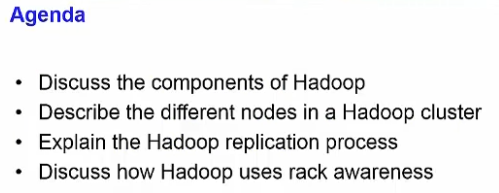 Agenda
• Discuss the components of Hadoop
• Describe the different nodes in a Hadoop cluster
• Explain the Hadoop replication process
• Discuss how Hadoop uses rack awareness